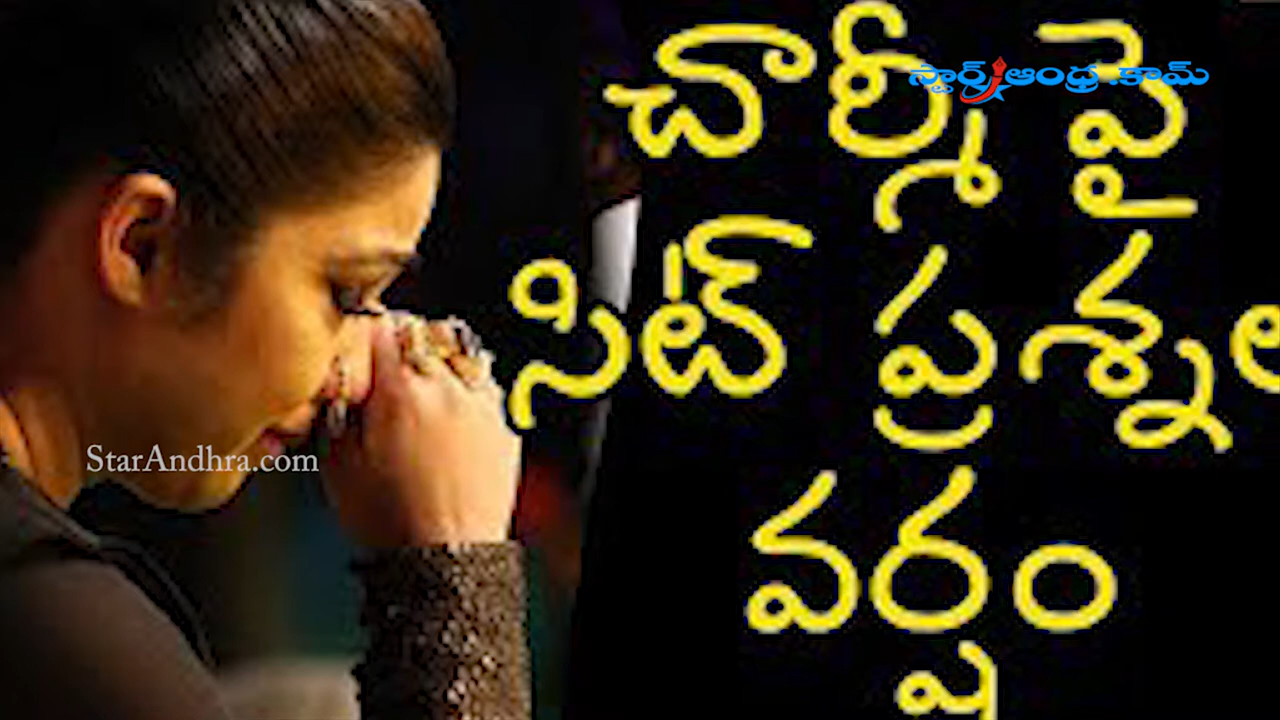 చార్మీ పై
స్టార్ ఆంధ్ర.కామ్
సిట్ ప్రశ్నల
వర్షం
StarAndhra.com